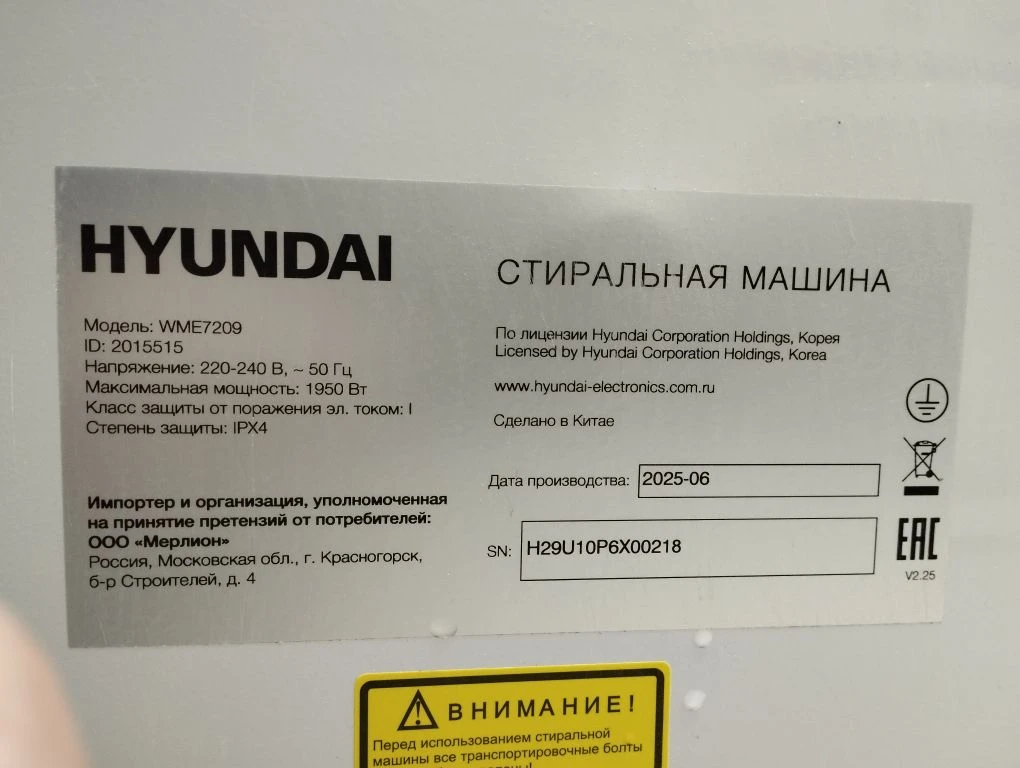 HYUNDAI
Модель: WME7209
ID: 2015515
Напряжение: 220-240 В, ~ 50 Гц
Максимальная мощность: 1950 Вт
Класс защиты от поражения эл. током: I
Степень защиты: IPX4
Импортер и организация, уполномоченная
на принятие претензий от потребителей:
ООО «Мерлион»
Россия, Московская обл., г. Красногорск,
б-р Строителей, д. 4
СТИРАЛЬНАЯ МАШИНА
По лицензии Hyundai Corporation Holdings, Корея
Licensed by Hyundai Corporation Holdings, Korea
www.hyundai-electronics.com.ru
Сделано в Китае
Дата производства: 2025-06
SN: H29U10P6X00218
EAC
V2.25
ВНИМАНИЕ!
Перед использованием стиральной
машины все транспортировочные болты